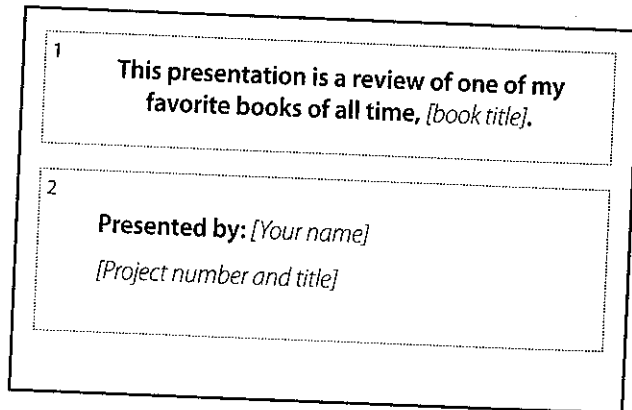 1
This presentation is a review of one of my
favorite books of all time, [book title].
2
Presented by: [Your name]
[Project number and title]